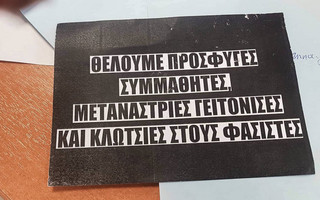 ΘΕΛΟΥΜΕ ΠΡΟΣΦΥΓΕΣ
ΣΥΜΜΑΘΗΤΕΣ,
ΜΕΤΑΝΑΣΤΡΙΕΣ ΓΕΙΤΟΝΙΣΕΣ
ΚΑΙ ΚΛΩΤΣΙΕΣ ΣΤΟΥΣ ΦΑΣΙΣΤΕΣ